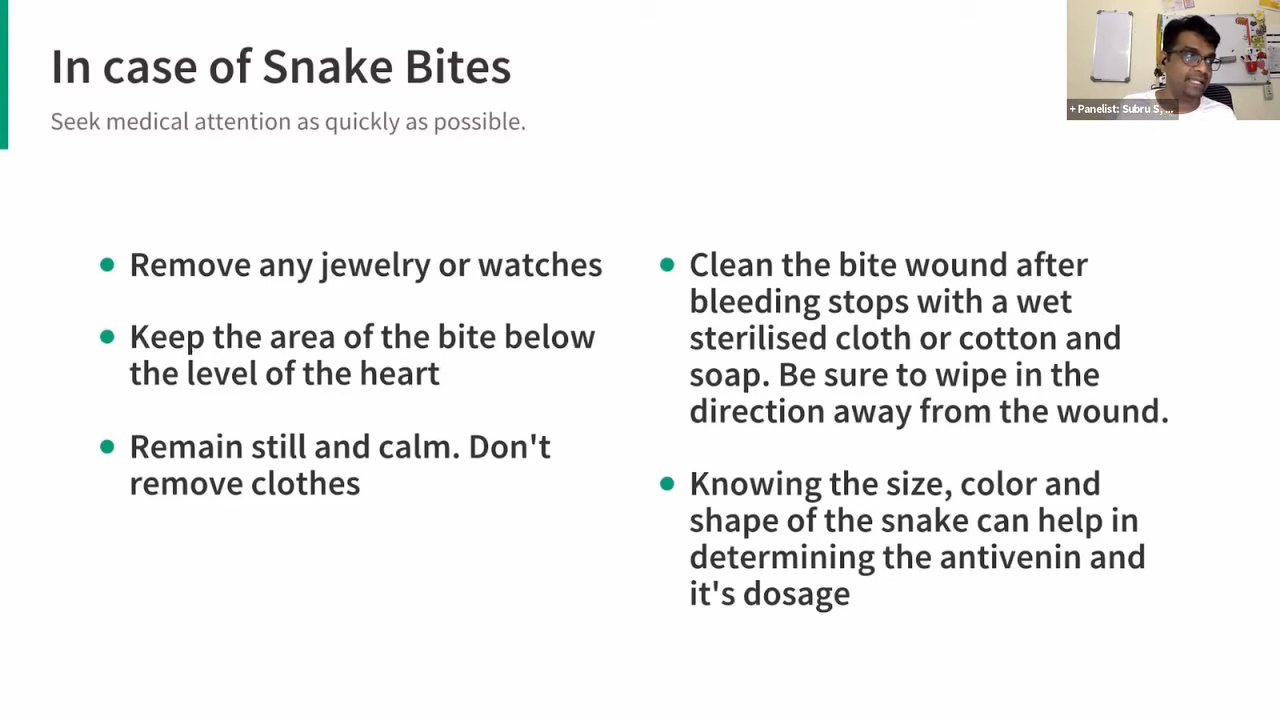 In case of Snake Bites
Seek medical attention as quickly as possible.
+ Panelist: Subru S, ...
Remove any jewelry or watches
Keep the area of the bite below
the level of the heart
Remain still and calm. Don't
remove clothes
Clean the bite wound after
bleeding stops with a wet
sterilised cloth or cotton and
soap. Be sure to wipe in the
direction away from the wound.
Knowing the size, color and
shape of the snake can help in
determining the antivenin and
it's dosage